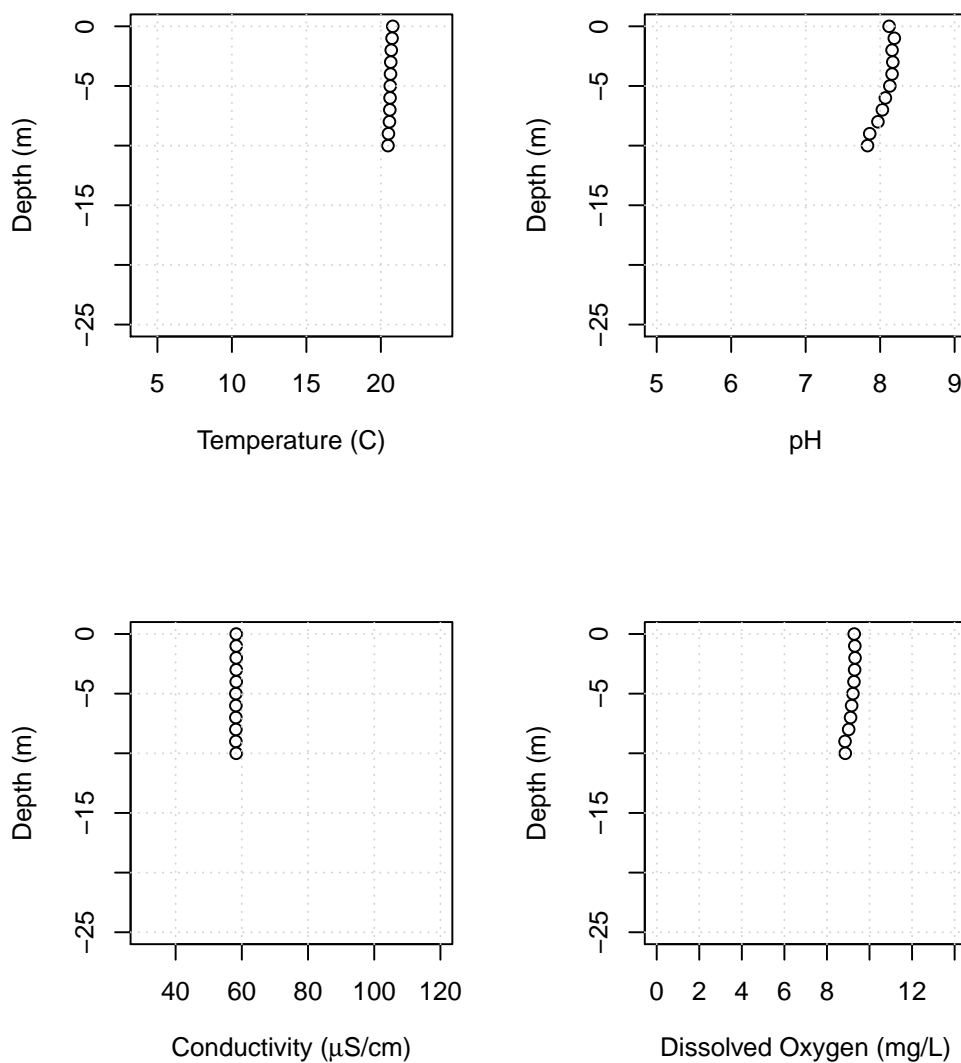 0
−5
−15
−25
Depth (m)
5 10 15 20
Temperature (C)
0
−5
−15
−25
Depth (m)
5 6 7 8 9
pH
0
−5
−15
−25
Depth (m)
40 60 80 100 120
Conductivity (μS/cm)
0
−5
−15
−25
Depth (m)
0 2 4 6 8 12
Dissolved Oxygen (mg/L)